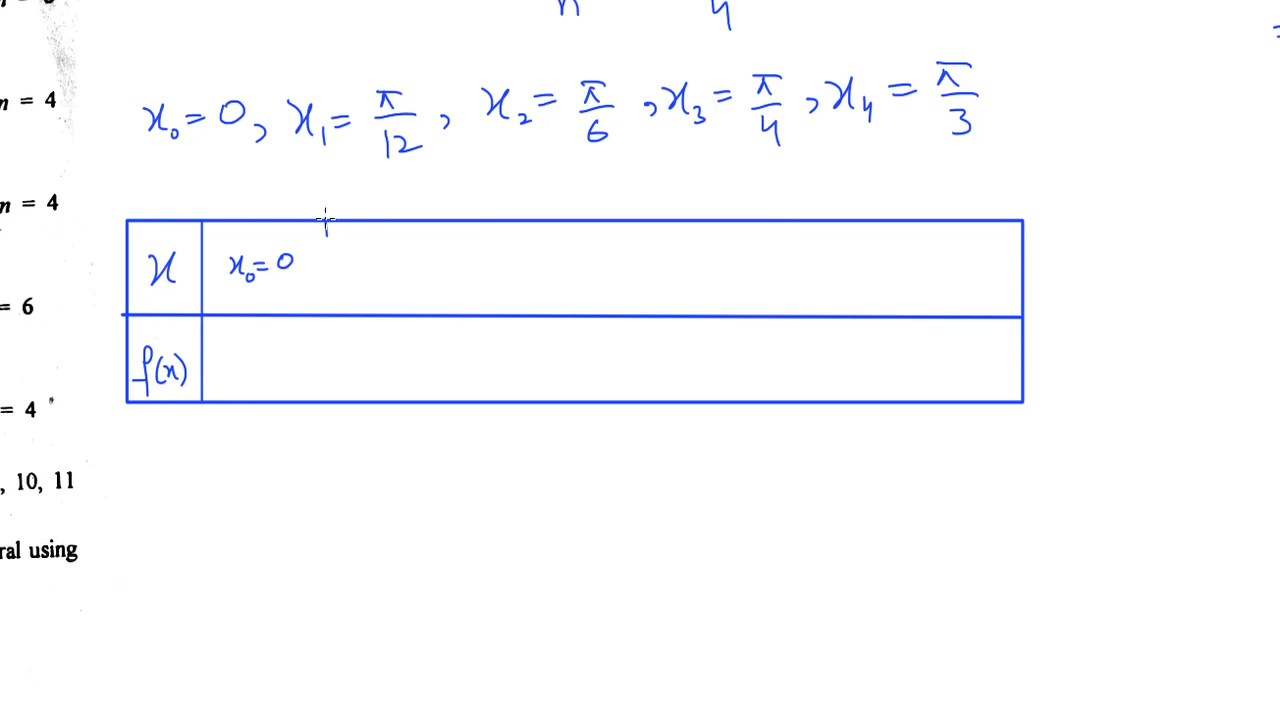 n 4
m = 4
x₀ = 0, x₁ = π/12, x₂ = π/6, x₃ = π/4, x₄ = π/3
n = 4
x x₀ = 0
= 6
f(x)
= 4
, 10, 11
ral using